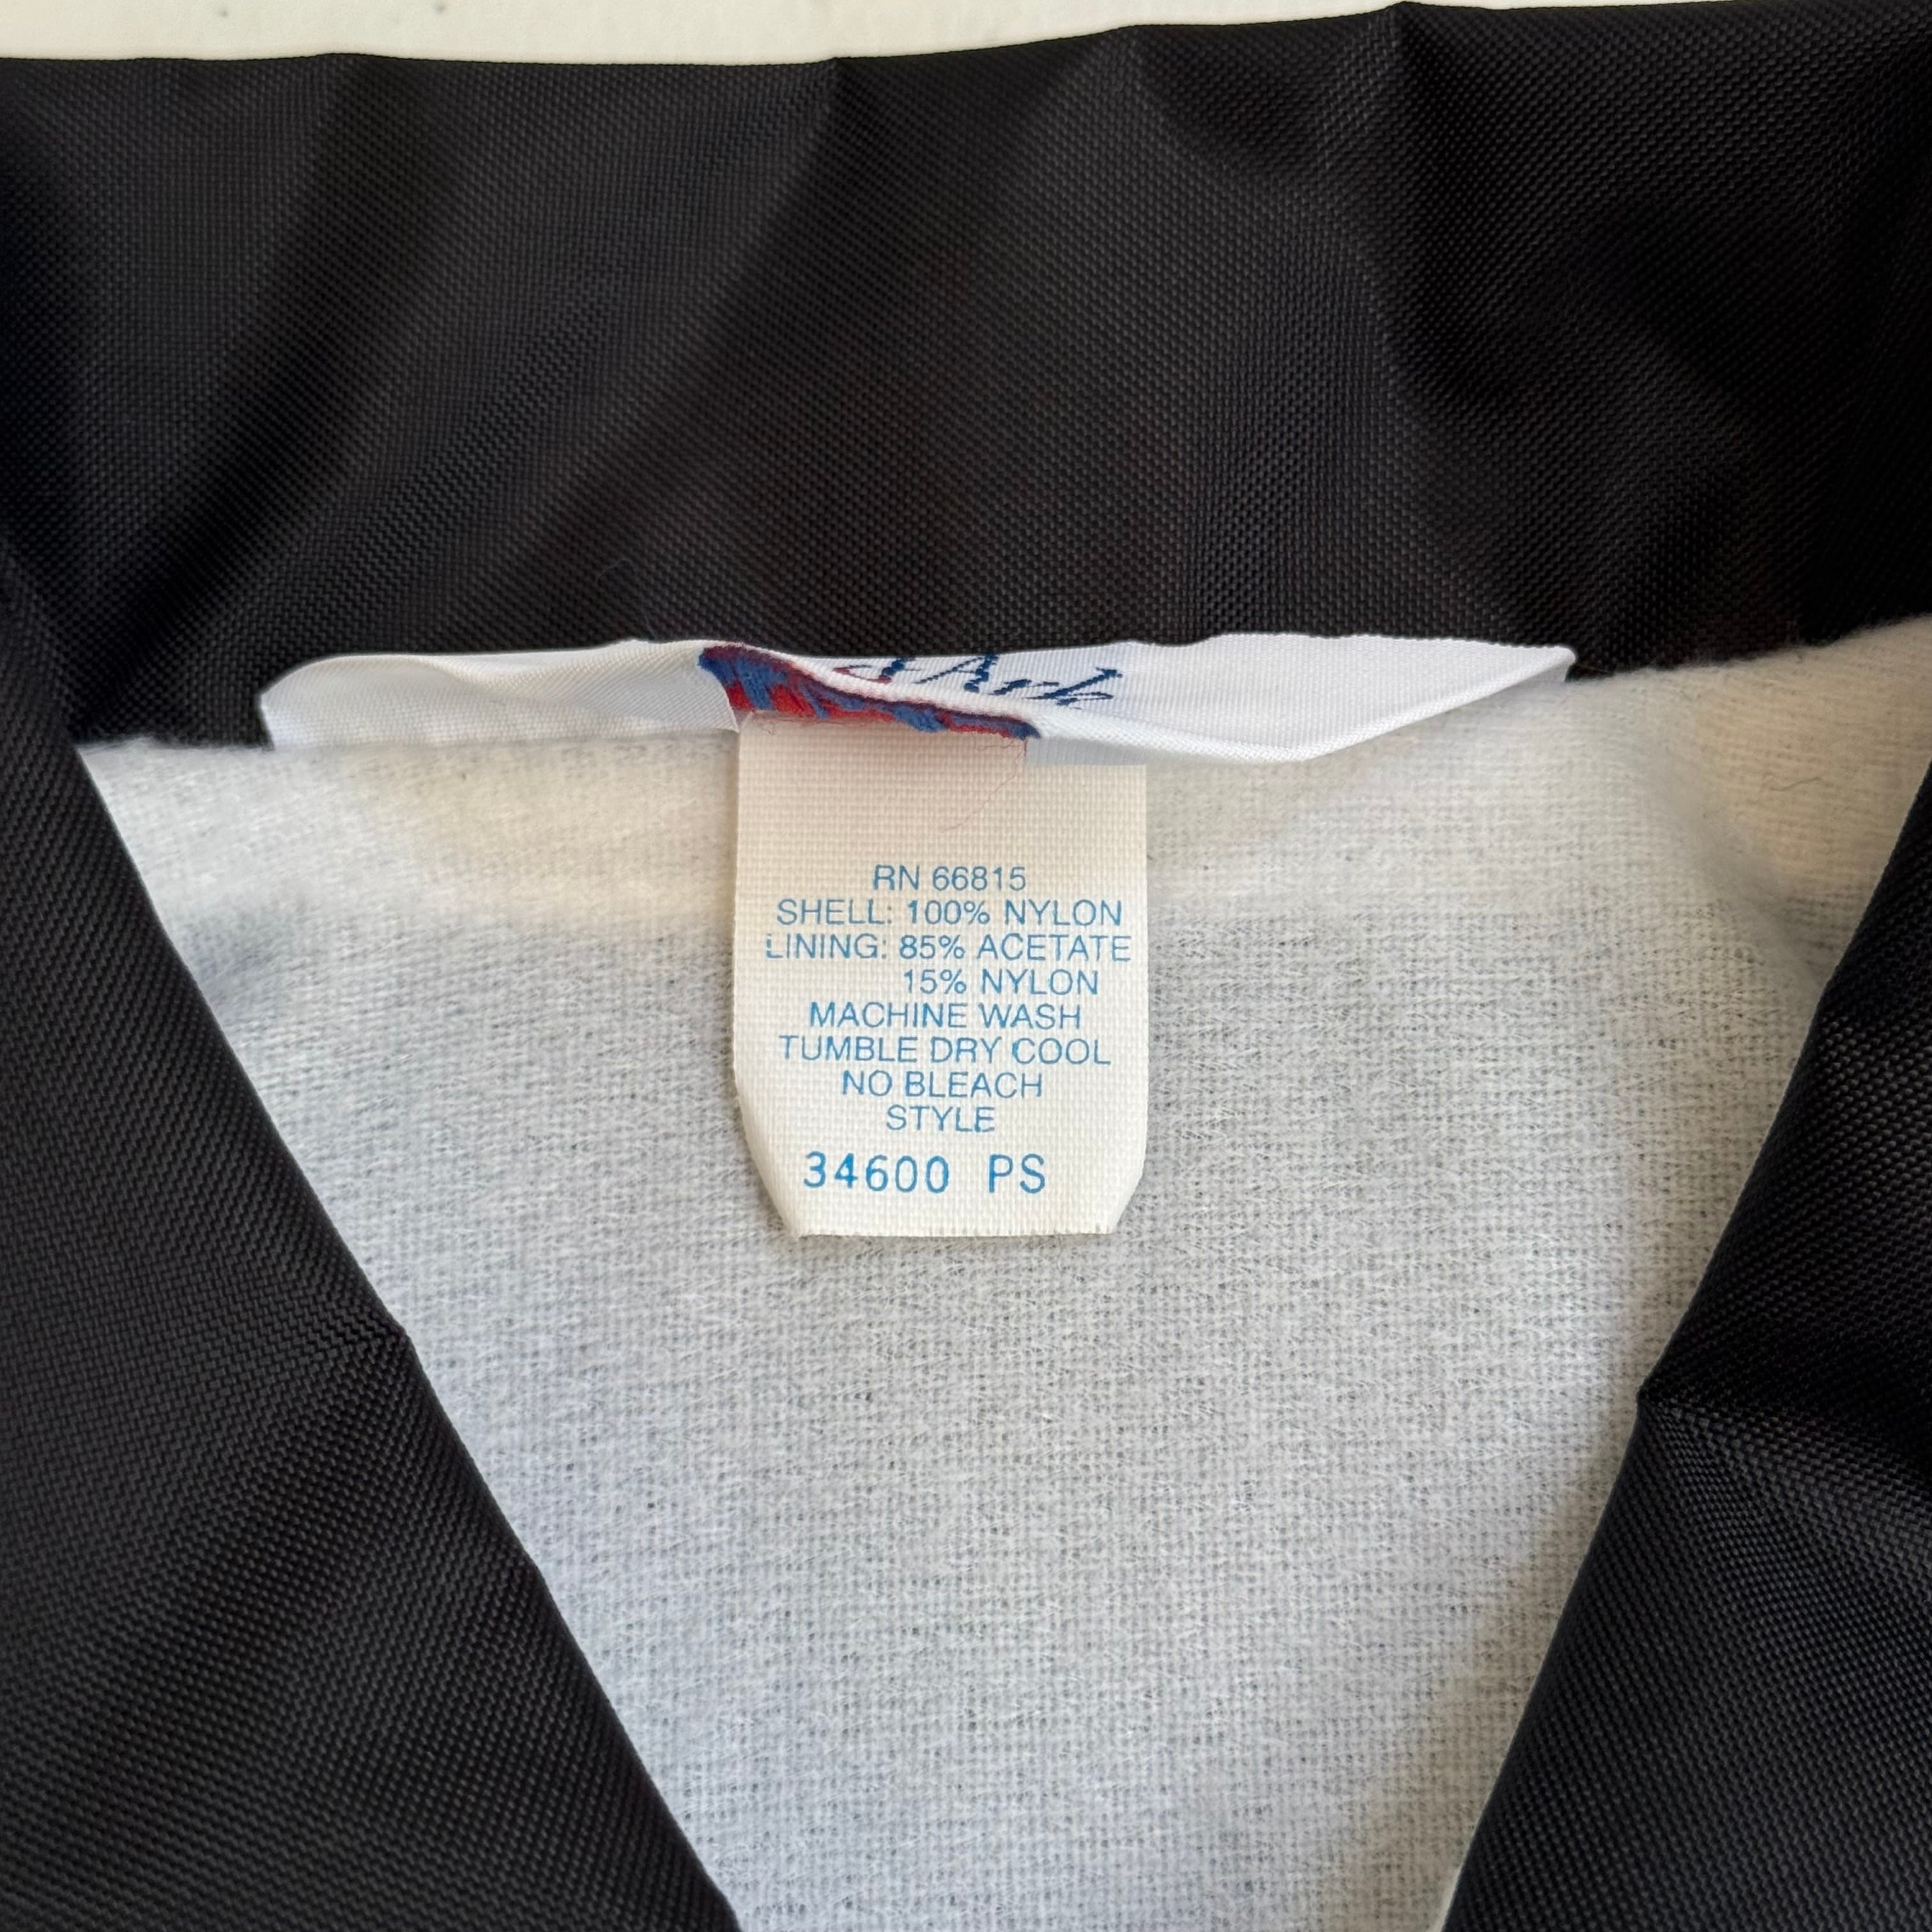 RN 66815
SHELL: 100% NYLON
LINING: 85% ACETATE
15% NYLON
MACHINE WASH
TUMBLE DRY COOL
NO BLEACH
STYLE
34600 PS